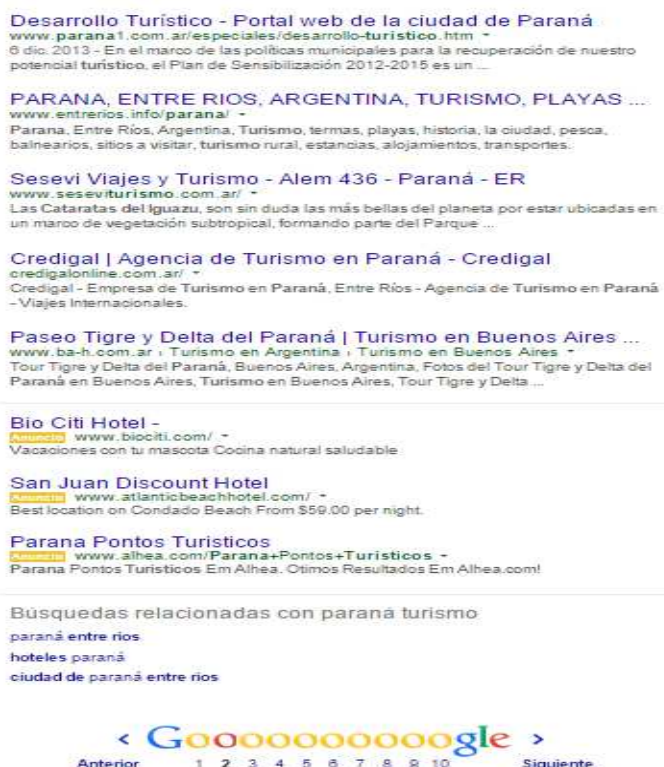 Desarrollo Turístico - Portal web de la ciudad de Paraná
www.parana1.com.ar/especiales/desarrollo-turistico.htm
6 dic. 2013 - En el marco de las políticas municipales para la recuperación de nuestro
potencial turístico, el Plan de Sensibilización 2012-2015 es un ...
PARANA, ENTRE RIOS, ARGENTINA, TURISMO, PLAYAS ...
www.entrerios.info/parana/
Parana, Entre Ríos, Argentina, Turismo, termas, playas, historia, la ciudad, pesca,
balnearios, sitios a visitar, turismo rural, estancias, alojamientos, transportes.
Sesevi Viajes y Turismo - Alem 436 - Paraná - ER
www.seseviturismo.com.ar/
Las Cataratas del Iguazu, son sin duda las más bellas del planeta por estar ubicadas en
un marco de vegetación subtropical, formando parte del Parque ...
Credigal | Agencia de Turismo en Paraná - Credigal
credigalonline.com.ar/
Credigal - Empresa de Turismo en Paraná, Entre Ríos - Agencia de Turismo en Paraná
- Viajes Internacionales.
Paseo Tigre y Delta del Paraná | Turismo en Buenos Aires ...
www.ba-h.com.ar › Turismo en Argentina › Turismo en Buenos Aires
Tour Tigre y Delta del Paraná, Buenos Aires, Argentina, Fotos del Tour Tigre y Delta del
Paraná en Buenos Aires, Turismo en Buenos Aires, Tour Tigre y Delta ...
Bio Citi Hotel -
Anuncio www.biociti.com/
Vacaciones con tu mascota Cocina natural saludable
San Juan Discount Hotel
Anuncio www.atlanticbeachhotel.com/
Best location on Condado Beach From $59.00 per night.
Parana Pontos Turisticos
Anuncio www.alhea.com/Parana+Pontos+Turisticos
Parana Pontos Turisticos Em Alhea. Otimos Resultados Em Alhea.com!
Búsquedas relacionadas con paraná turismo
paraná entre rios
hoteles paraná
ciudad de paraná entre rios
< Goooooooooogle >
Anterior 1 2 3 4 5 6 7 8 9 10 Siguiente